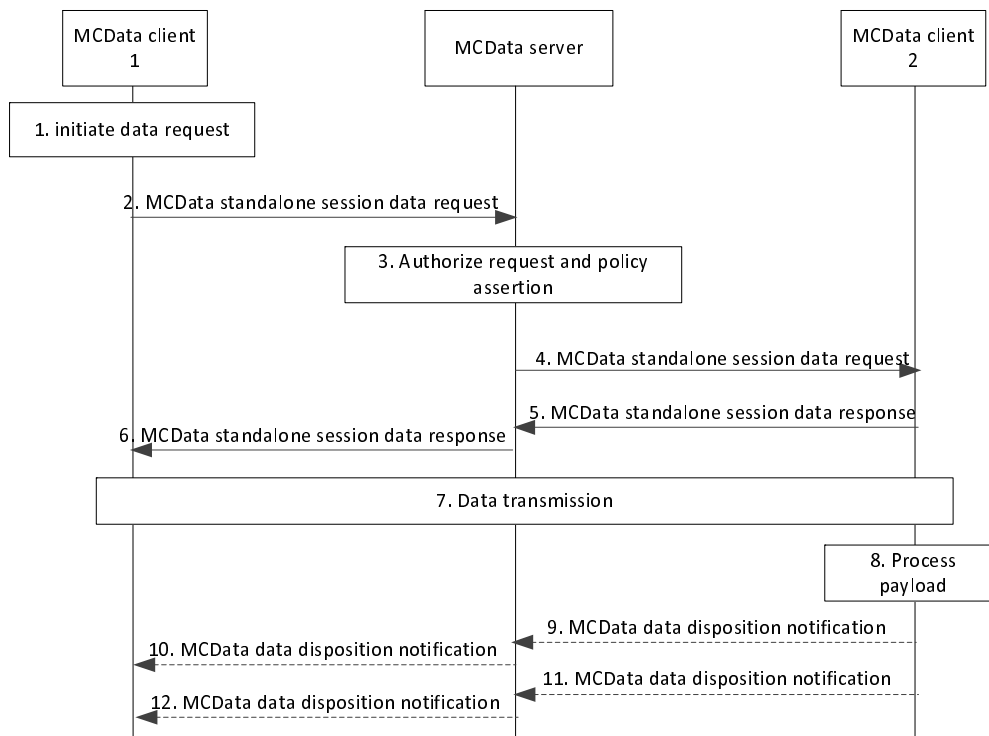 MCData client
1
MCData server
MCData client
2
1. initiate data request
2. MCData standalone session data request
3. Authorize request and policy
assertion
4. MCData standalone session data request
5. MCData standalone session data response
6. MCData standalone session data response
7. Data transmission
8. Process
payload
9. MCData data disposition notification
10. MCData data disposition notification
11. MCData data disposition notification
12. MCData data disposition notification